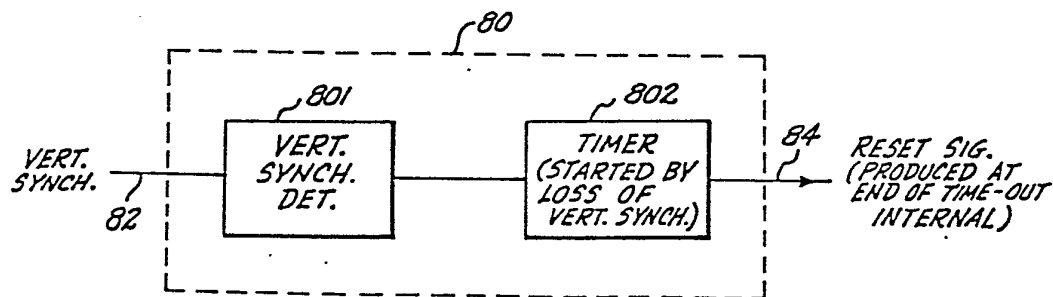 80
801
802
VERT.
SYNCH.
82
VERT.
SYNCH.
DET.
TIMER
(STARTED BY
LOSS OF
VERT. SYNCH.)
84
RESET SIG.
(PRODUCED AT
END OF TIME-OUT
INTERNAL)